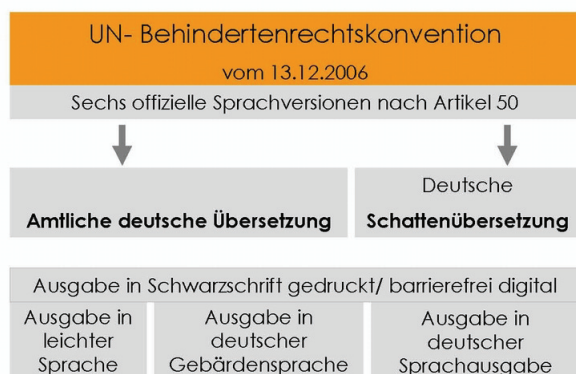 UN- Behindertenrechtskonvention
vom 13.12.2006
Sechs offizielle Sprachversionen nach Artikel 50
Amtliche deutsche Übersetzung
Deutsche
Schattenübersetzung
Ausgabe in Schwarzschrift gedruckt/ barrierefrei digital
Ausgabe in
leichter
Sprache
Ausgabe in
deutscher
Gebärdensprache
Ausgabe in
deutscher
Sprachausgabe